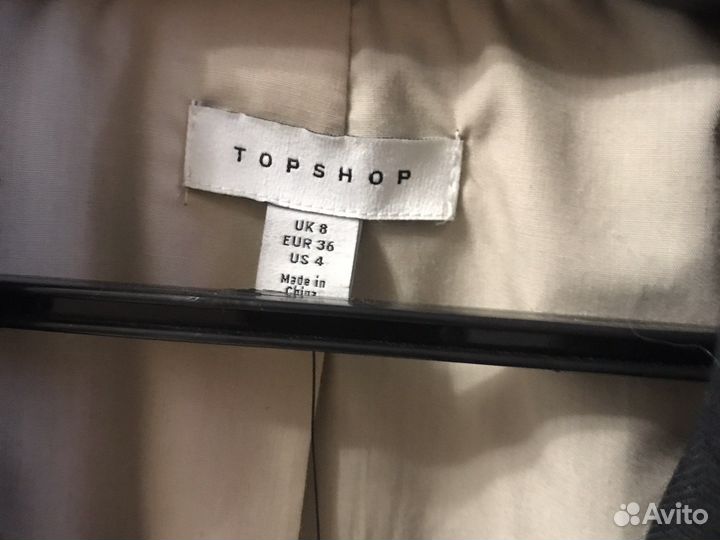 TOPSHOP
UK 8
EUR 36
US 4
Made in
China
Avito